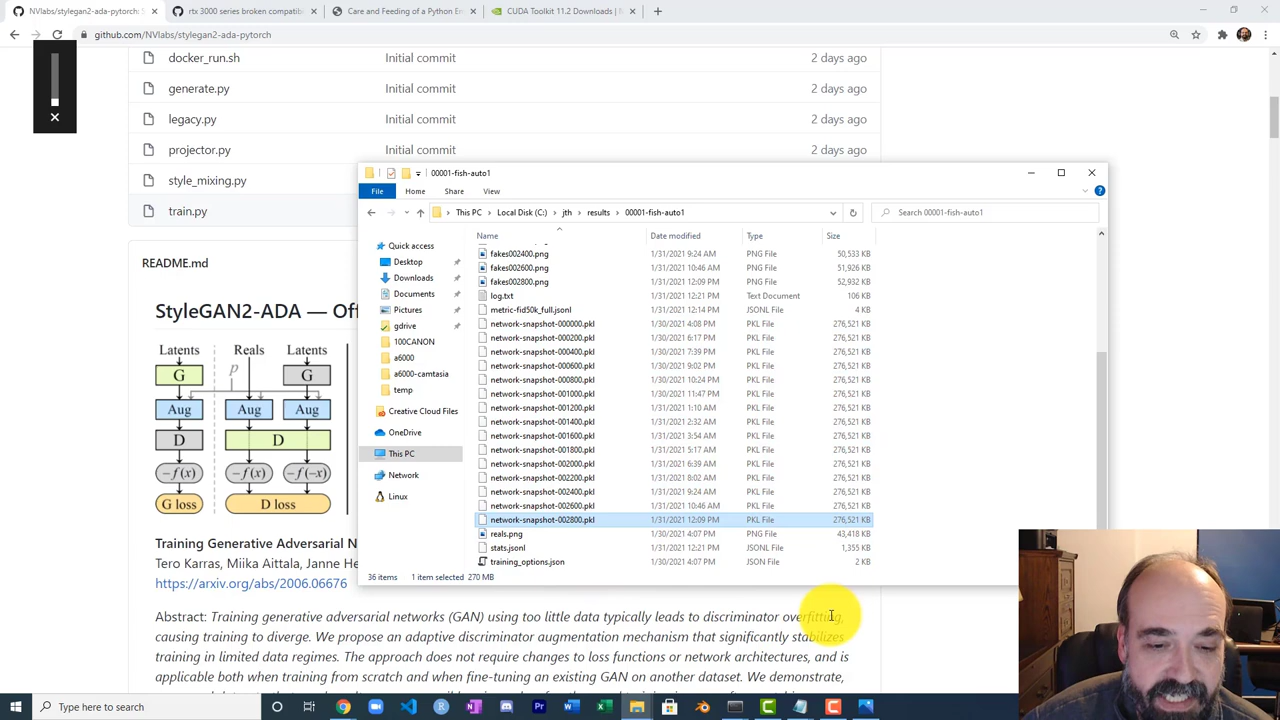 NVlabs/stylegan2-ada-pytorch: S
rtx 3000 series broken compatib
Care and Feeding of a Python En
CUDA Toolkit 11.2 Downloads | N
github.com/NVlabs/stylegan2-ada-pytorch
docker_run.sh Initial commit 2 days ago
generate.py Initial commit 2 days ago
legacy.py Initial commit 2 days ago
projector.py Initial commit 2 days ago
style_mixing.py
train.py
README.md
StyleGAN2-ADA — Off
Latents Reals Latents
G p G
Aug Aug Aug
D D
−f(x) f(x) −f(−x)
G loss D loss
Training Generative Adversarial N
Tero Karras, Miika Aittala, Janne He
https://arxiv.org/abs/2006.06676
Abstract: Training generative adversarial networks (GAN) using too little data typically leads to discriminator overfitting,
causing training to diverge. We propose an adaptive discriminator augmentation mechanism that significantly stabilizes
training in limited data regimes. The approach does not require changes to loss functions or network architectures, and is
applicable both when training from scratch and when fine-tuning an existing GAN on another dataset. We demonstrate,
00001-fish-auto1
File Home Share View
This PC > Local Disk (C:) > jth > results > 00001-fish-auto1
Search 00001-fish-auto1
Quick access
Desktop
Downloads
Documents
Pictures
gdrive
100CANON
a6000
a6000-camtasia
temp
Creative Cloud Files
OneDrive
This PC
Network
Linux
Name Date modified Type Size
fakes002400.png 1/31/2021 9:24 AM PNG File 50,533 KB
fakes002600.png 1/31/2021 10:46 AM PNG File 51,926 KB
fakes002800.png 1/31/2021 12:09 PM PNG File 52,932 KB
log.txt 1/31/2021 12:21 PM Text Document 106 KB
metric-fid50k_full.jsonl 1/31/2021 12:14 PM JSONL File 4 KB
network-snapshot-000000.pkl 1/30/2021 4:08 PM PKL File 276,521 KB
network-snapshot-000200.pkl 1/30/2021 6:17 PM PKL File 276,521 KB
network-snapshot-000400.pkl 1/30/2021 7:39 PM PKL File 276,521 KB
network-snapshot-000600.pkl 1/30/2021 9:02 PM PKL File 276,521 KB
network-snapshot-000800.pkl 1/30/2021 10:24 PM PKL File 276,521 KB
network-snapshot-001000.pkl 1/30/2021 11:47 PM PKL File 276,521 KB
network-snapshot-001200.pkl 1/31/2021 1:10 AM PKL File 276,521 KB
network-snapshot-001400.pkl 1/31/2021 2:32 AM PKL File 276,521 KB
network-snapshot-001600.pkl 1/31/2021 3:54 AM PKL File 276,521 KB
network-snapshot-001800.pkl 1/31/2021 5:17 AM PKL File 276,521 KB
network-snapshot-002000.pkl 1/31/2021 6:39 AM PKL File 276,521 KB
network-snapshot-002200.pkl 1/31/2021 8:02 AM PKL File 276,521 KB
network-snapshot-002400.pkl 1/31/2021 9:24 AM PKL File 276,521 KB
network-snapshot-002600.pkl 1/31/2021 10:46 AM PKL File 276,521 KB
network-snapshot-002800.pkl 1/31/2021 12:09 PM PKL File 276,521 KB
reals.png 1/30/2021 4:07 PM PNG File 43,418 KB
stats.jsonl 1/31/2021 12:21 PM JSONL File 1,355 KB
training_options.json 1/30/2021 4:07 PM JSON File 2 KB
36 items 1 item selected 270 MB
Type here to search